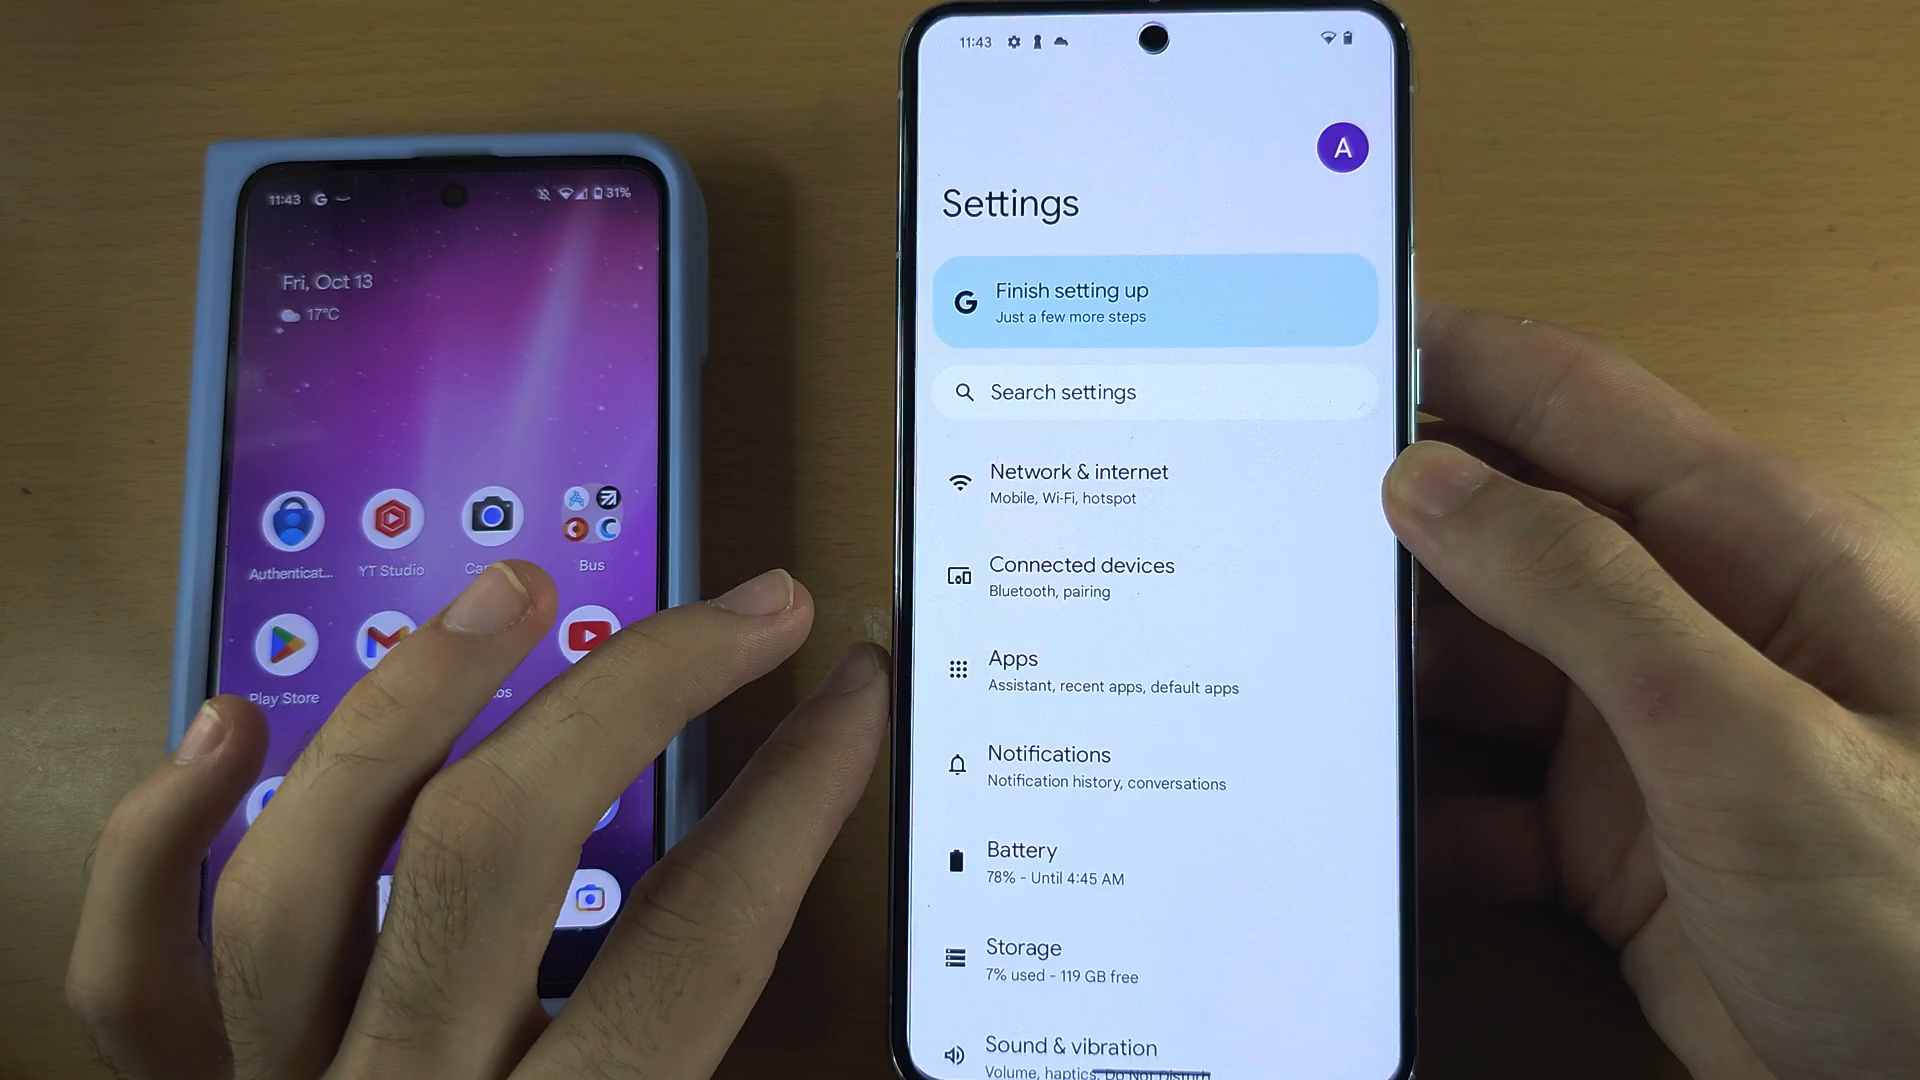 11:43 G
31%
Fri, Oct 13
17°C
Authenticat...
YT Studio
Bus
Play Store
11:43
A
Settings
G
Finish setting up
Just a few more steps
Search settings
Network & internet
Mobile, Wi-Fi, hotspot
Connected devices
Bluetooth, pairing
Apps
Assistant, recent apps, default apps
Notifications
Notification history, conversations
Battery
78% - Until 4:45 AM
Storage
7% used - 119 GB free
Sound & vibration
Volume, haptics, Do Not Disturb